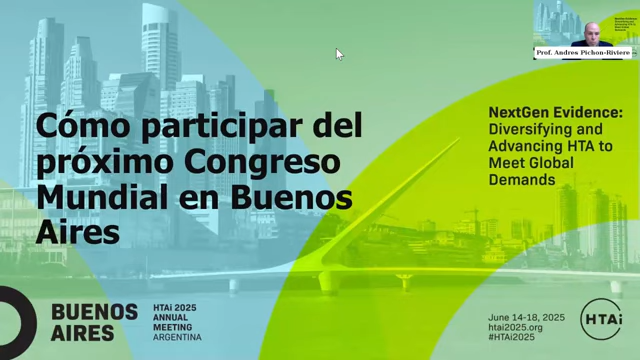 Prof. Andres Pichon-Riviere
Cómo participar del
próximo Congreso
Mundial en Buenos
Aires
NextGen Evidence:
Diversifying and
Advancing HTA to
Meet Global
Demands
BUENOS
AIRES
HTAi 2025
ANNUAL
MEETING
ARGENTINA
June 14-18, 2025
htai2025.org
#HTAi2025
HTAi